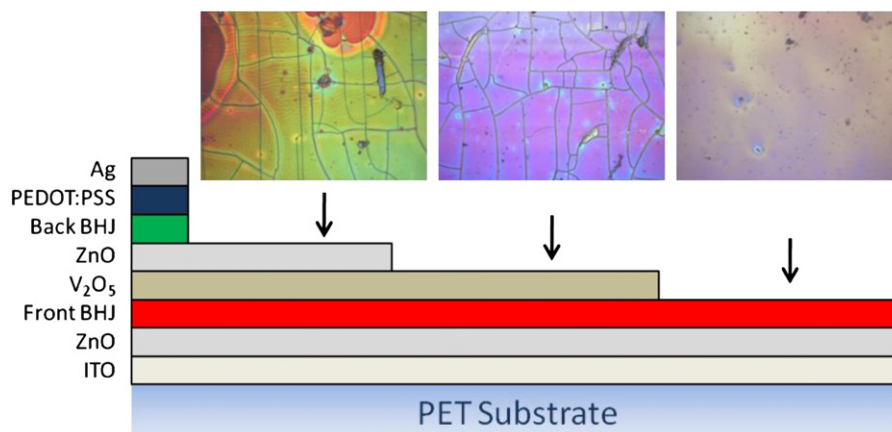 Ag
PEDOT:PSS
Back BHJ
ZnO
V₂O₅
Front BHJ
ZnO
ITO
PET Substrate